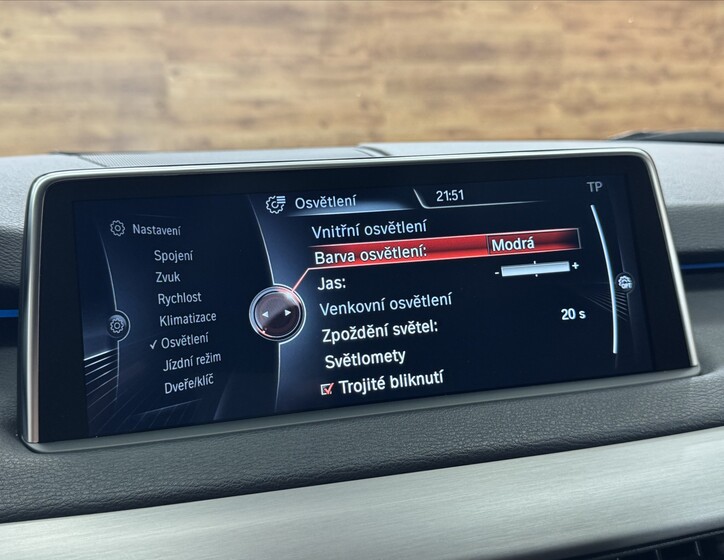 Osvětlení
21:51
TP
Nastavení
Spojení
Zvuk
Rychlost
Klimatizace
✓ Osvětlení
Jízdní režim
Dveře/klíč
Vnitřní osvětlení
Barva osvětlení: Modrá
Jas: - +
Venkovní osvětlení
Zpoždění světel: 20 s
Světlomety
Trojité bliknutí